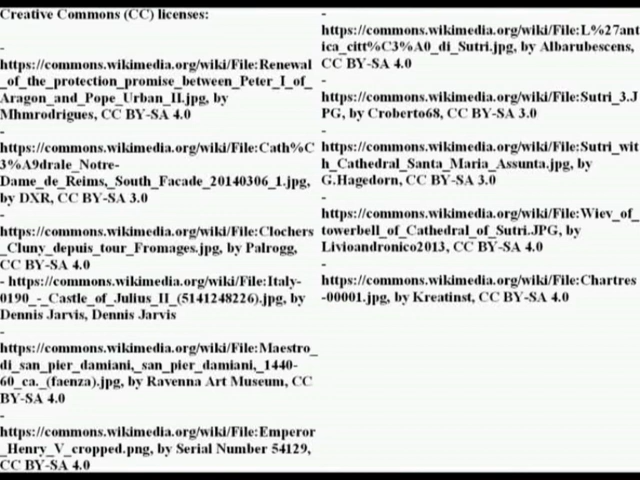 Creative Commons (CC) licenses:
-
https://commons.wikimedia.org/wiki/File:Renewal
_of_the_protection_promise_between_Peter_I_of_
Aragon_and_Pope_Urban_II.jpg, by
Mhmrodrigues, CC BY-SA 4.0
-
https://commons.wikimedia.org/wiki/File:Cath%C
3%A9drale_Notre-
Dame_de_Reims,_South_Facade_20140306_1.jpg,
by DXR, CC BY-SA 3.0
-
https://commons.wikimedia.org/wiki/File:Clochers
_Cluny_depuis_tour_Fromages.jpg, by Palrogg,
CC BY-SA 4.0
- https://commons.wikimedia.org/wiki/File:Italy-
0190_-_Castle_of_Julius_II_(5141248226).jpg, by
Dennis Jarvis, Dennis Jarvis
-
https://commons.wikimedia.org/wiki/File:Maestro_
di_san_pier_damiani,_san_pier_damiani,_1440-
60_ca._(faenza).jpg, by Ravenna Art Museum, CC
BY-SA 4.0
-
https://commons.wikimedia.org/wiki/File:Emperor
_Henry_V_cropped.png, by Serial Number 54129,
CC BY-SA 4.0
-
https://commons.wikimedia.org/wiki/File:L%27ant
ica_citt%C3%A0_di_Sutri.jpg, by Albarubescens,
CC BY-SA 4.0
-
https://commons.wikimedia.org/wiki/File:Sutri_3.J
PG, by Croberto68, CC BY-SA 3.0
-
https://commons.wikimedia.org/wiki/File:Sutri_wit
h_Cathedral_Santa_Maria_Assunta.jpg, by
G.Hagedorn, CC BY-SA 3.0
-
https://commons.wikimedia.org/wiki/File:Wiev_of_
towerbell_of_Cathedral_of_Sutri.JPG, by
Livioandronico2013, CC BY-SA 4.0
-
https://commons.wikimedia.org/wiki/File:Chartres
-00001.jpg, by Kreatinst, CC BY-SA 4.0